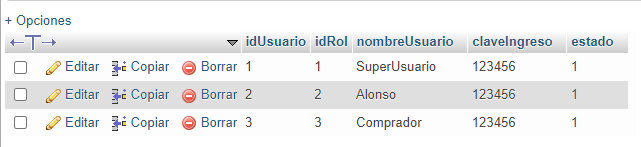 + Opciones
←T→ idUsuario idRol nombreUsuario claveIngreso estado
Editar Copiar Borrar 1 1 SuperUsuario 123456 1
Editar Copiar Borrar 2 2 Alonso 123456 1
Editar Copiar Borrar 3 3 Comprador 123456 1